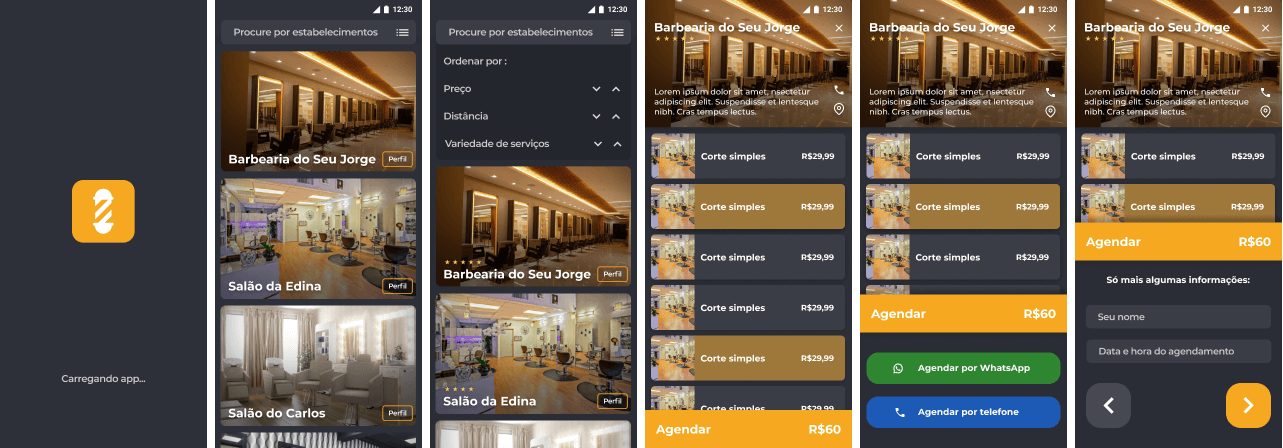 Carregando app...
12:30
Procure por estabelecimentos
Barbearia do Seu Jorge
Perfil
Salão da Edina
Perfil
Salão do Carlos
Perfil
12:30
Procure por estabelecimentos
Ordenar por :
Preço
Distância
Variedade de serviços
Barbearia do Seu Jorge
Perfil
Salão da Edina
Perfil
12:30
Barbearia do Seu Jorge
Lorem ipsum dolor sit amet, nsectetur
adipiscing elit. Suspendisse et lentesque
nibh. Cras tempus lectus.
Corte simples R$29,99
Corte simples R$29,99
Corte simples R$29,99
Corte simples R$29,99
Corte simples R$29,99
Corte simples R$29,99
Agendar R$60
12:30
Barbearia do Seu Jorge
Lorem ipsum dolor sit amet, nsectetur
adipiscing elit. Suspendisse et lentesque
nibh. Cras tempus lectus.
Corte simples R$29,99
Corte simples R$29,99
Corte simples R$29,99
Agendar R$60
Agendar por WhatsApp
Agendar por telefone
12:30
Barbearia do Seu Jorge
Lorem ipsum dolor sit amet, nsectetur
adipiscing elit. Suspendisse et lentesque
nibh. Cras tempus lectus.
Corte simples R$29,99
Corte simples R$29,99
Agendar R$60
Só mais algumas informações:
Seu nome
Data e hora do agendamento